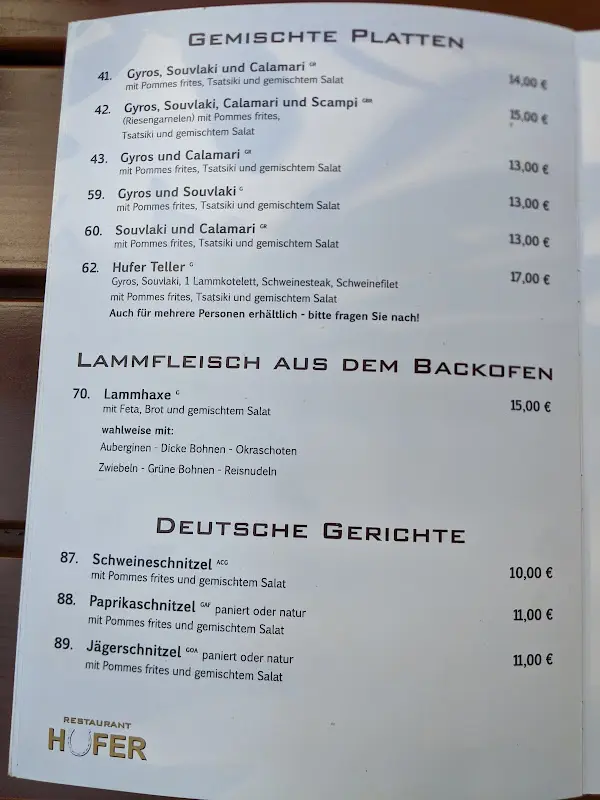 GEMISCHTE PLATTEN
41. Gyros, Souvlaki und Calamari GR 14,00 €
mit Pommes frites, Tsatsiki und gemischtem Salat
42. Gyros, Souvlaki, Calamari und Scampi GBR 15,00 €
(Riesengarnelen) mit Pommes frites,
Tsatsiki und gemischtem Salat
43. Gyros und Calamari GR 13,00 €
mit Pommes frites, Tsatsiki und gemischtem Salat
59. Gyros und Souvlaki G 13,00 €
mit Pommes frites, Tsatsiki und gemischtem Salat
60. Souvlaki und Calamari GR 13,00 €
mit Pommes frites, Tsatsiki und gemischtem Salat
62. Hufer Teller G 17,00 €
Gyros, Souvlaki, 1 Lammkotelett, Schweinesteak, Schweinefilet
mit Pommes frites, Tsatsiki und gemischtem Salat
Auch für mehrere Personen erhältlich - bitte fragen Sie nach!
LAMMFLEISCH AUS DEM BACKOFEN
70. Lammhaxe G 15,00 €
mit Feta, Brot und gemischtem Salat
wahlweise mit:
Auberginen - Dicke Bohnen - Okraschoten
Zwiebeln - Grüne Bohnen - Reisnudeln
DEUTSCHE GERICHTE
87. Schweineschnitzel ACG 10,00 €
mit Pommes frites und gemischtem Salat
88. Paprikaschnitzel GAF paniert oder natur 11,00 €
mit Pommes frites und gemischtem Salat
89. Jägerschnitzel GOA paniert oder natur 11,00 €
mit Pommes frites und gemischtem Salat
RESTAURANT
HUFER